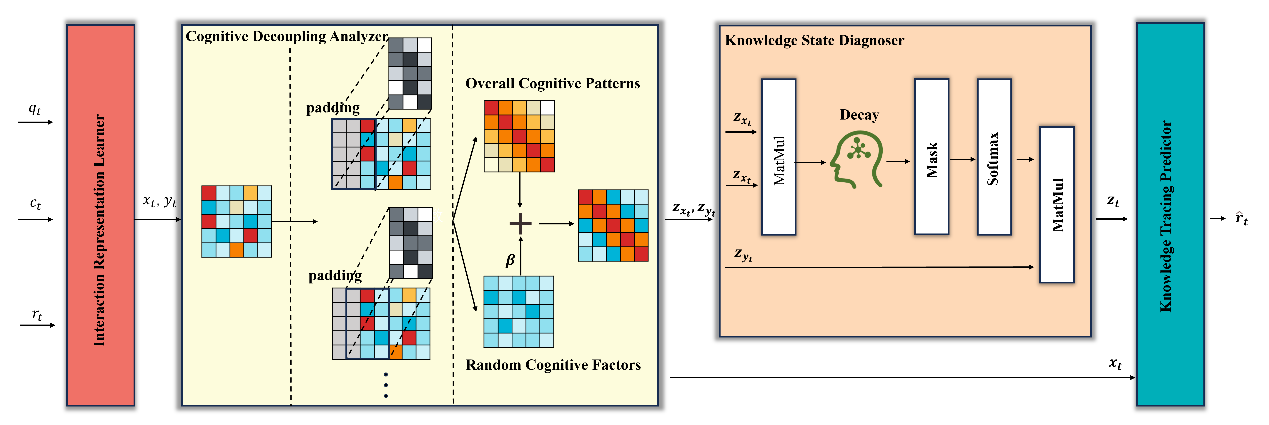 q_t
c_t
r_t
Interaction Representation Learner
x_t, y_t
Cognitive Decoupling Analyzer
padding
padding
Overall Cognitive Patterns
β
Random Cognitive Factors
z_{x_t}, z_{y_t}
Knowledge State Diagnoser
z_{x_t}
z_{x_t}
z_{y_t}
MatMul
Decay
Mask
Softmax
MatMul
z_t
x_t
Knowledge Tracing Predictor
r̂_t